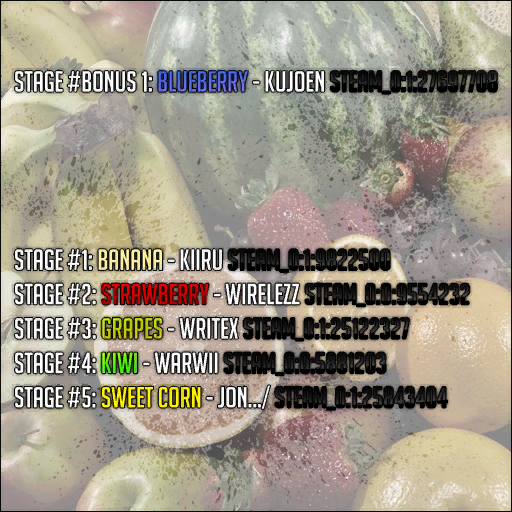 STAGE #BONUS 1: BLUEBERRY - KUJOEN STEAM_0:1:27697708
STAGE #1: BANANA - KIIRU STEAM_0:1:9822500
STAGE #2: STRAWBERRY - WIRELEZZ STEAM_0:0:9554232
STAGE #3: GRAPES - WRITEX STEAM_0:1:25122327
STAGE #4: KIWI - WARWII STEAM_0:0:5881203
STAGE #5: SWEET CORN - JON.../ STEAM_0:1:25843404